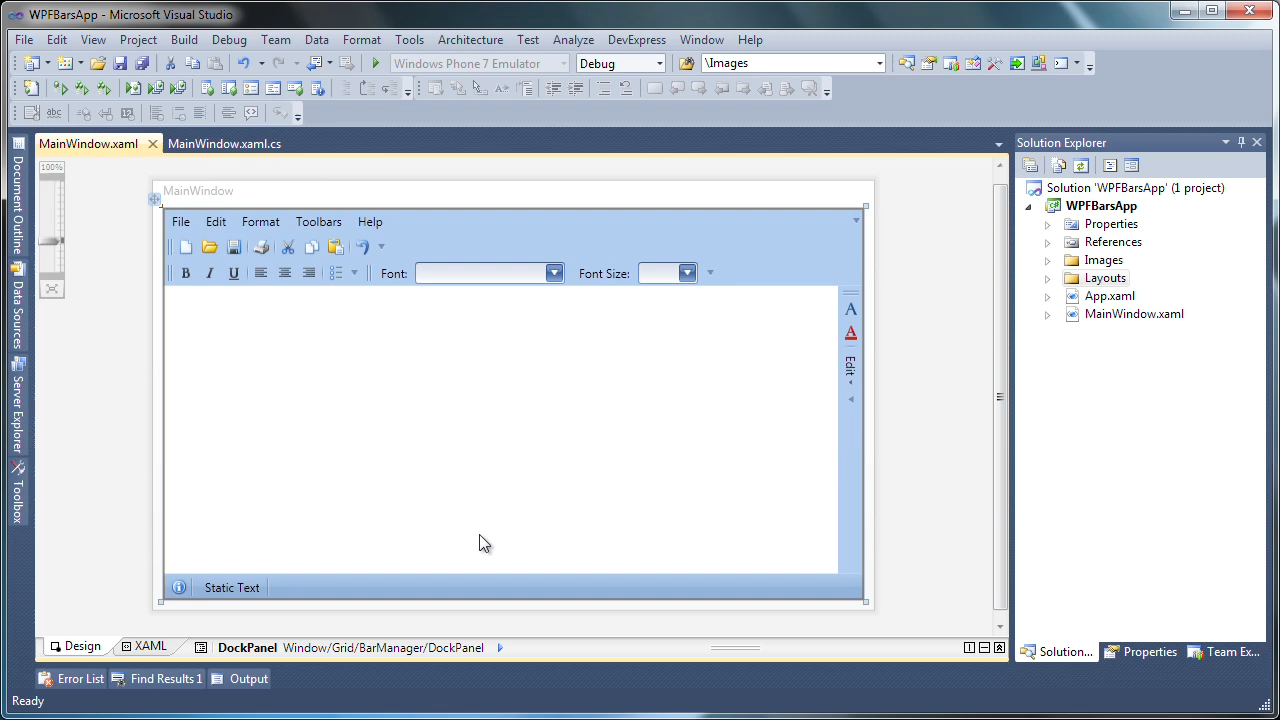 WPFBarsApp - Microsoft Visual Studio
File Edit View Project Build Debug Team Data Format Tools Architecture Test Analyze DevExpress Window Help
Windows Phone 7 Emulator Debug \Images
abc
MainWindow.xaml MainWindow.xaml.cs
Solution Explorer
100%
Document Outline
Data Sources
Server Explorer
Toolbox
MainWindow
File Edit Format Toolbars Help
B I U Font: Font Size:
A
A
Edit
Static Text
Solution 'WPFBarsApp' (1 project)
WPFBarsApp
Properties
References
Images
Layouts
App.xaml
MainWindow.xaml
Design XAML DockPanel Window/Grid/BarManager/DockPanel
Solution... Properties Team Ex...
Error List Find Results 1 Output
Ready